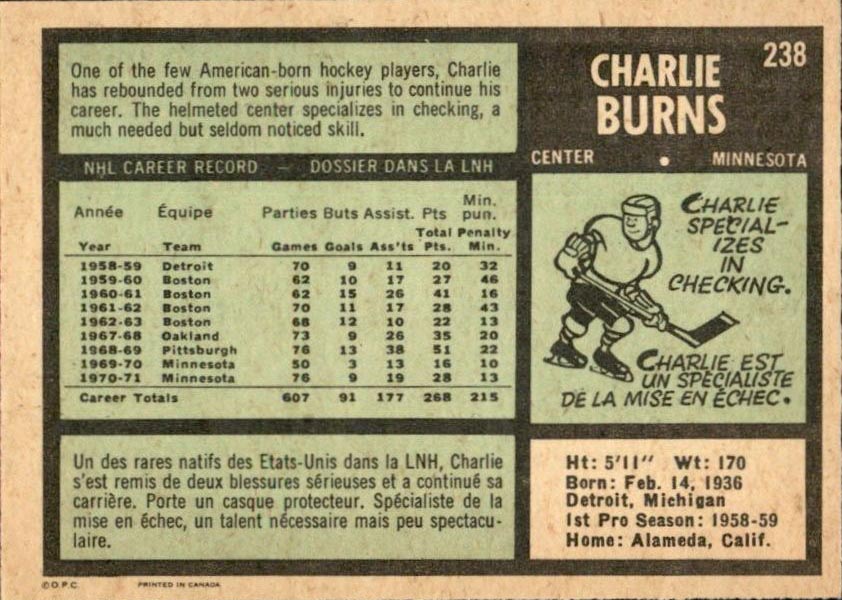 One of the few American-born hockey players, Charlie
has rebounded from two serious injuries to continue his
career. The helmeted center specializes in checking, a
much needed but seldom noticed skill.
238
CHARLIE
BURNS
CENTER • MINNESOTA
NHL CAREER RECORD — DOSSIER DANS LA LNH
Année Équipe Parties Buts Assist. Pts Min. pun.
Year Team Games Goals Ass'ts Total Pts. Penalty Min.
1958-59 Detroit 70 9 11 20 32
1959-60 Boston 62 10 17 27 46
1960-61 Boston 62 15 26 41 16
1961-62 Boston 70 11 17 28 43
1962-63 Boston 68 12 10 22 13
1967-68 Oakland 73 9 26 35 20
1968-69 Pittsburgh 76 13 38 51 22
1969-70 Minnesota 50 3 13 16 10
1970-71 Minnesota 76 9 19 28 13
Career Totals 607 91 177 268 215
CHARLIE
SPECIAL-
IZES
IN
CHECKING.
CHARLIE EST
UN SPÉCIALISTE
DE LA MISE EN ÉCHEC.
Un des rares natifs des Etats-Unis dans la LNH, Charlie
s'est remis de deux blessures sérieuses et a continué sa
carrière. Porte un casque protecteur. Spécialiste de la
mise en échec, un talent nécessaire mais peu spectacu-
laire.
Ht: 5'11" Wt: 170
Born: Feb. 14, 1936
Detroit, Michigan
1st Pro Season: 1958-59
Home: Alameda, Calif.
© O.P.C. PRINTED IN CANADA